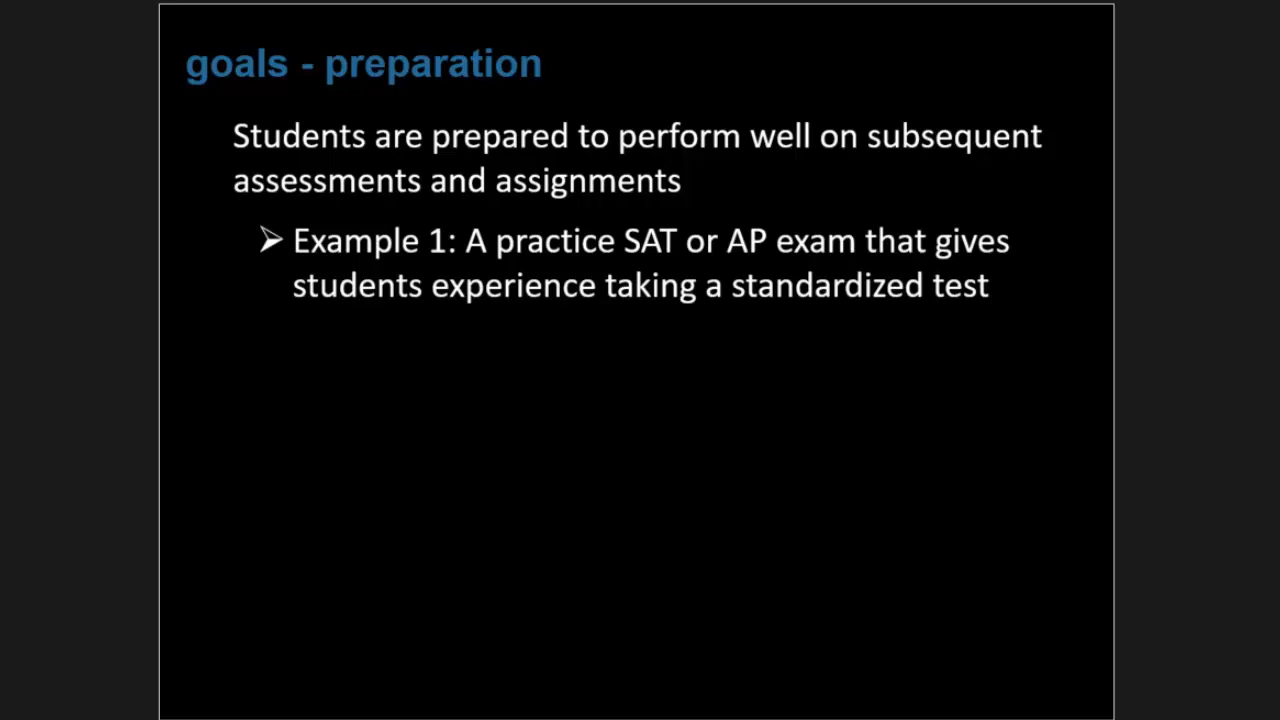 goals - preparation
Students are prepared to perform well on subsequent
assessments and assignments
➢ Example 1: A practice SAT or AP exam that gives
students experience taking a standardized test